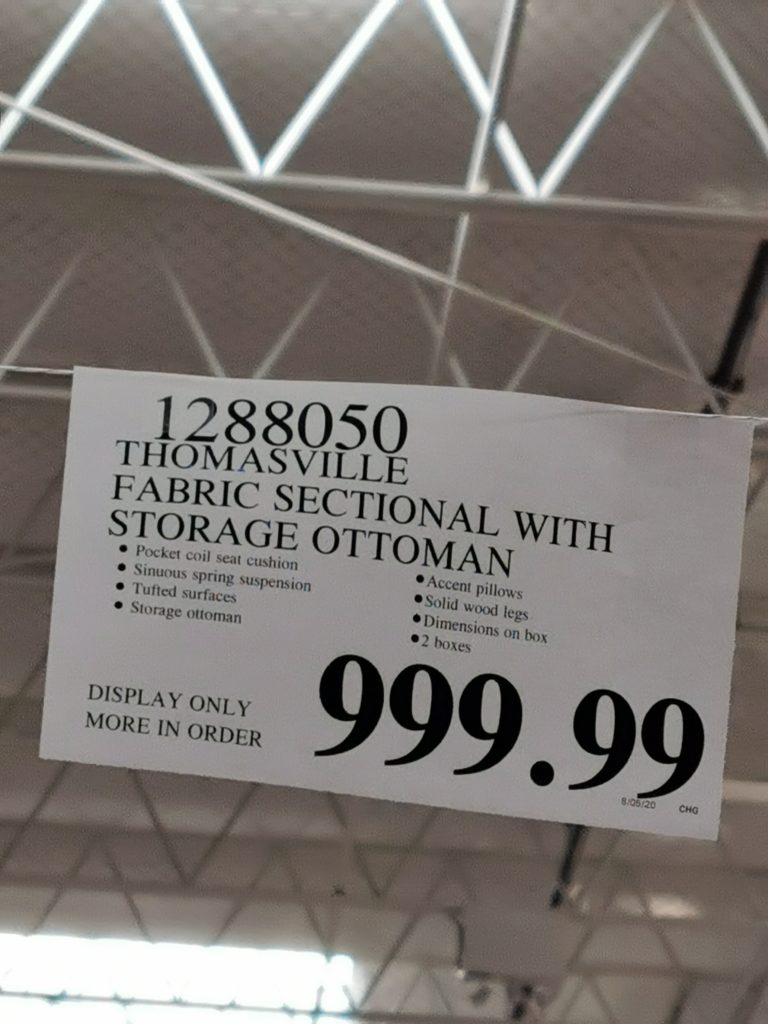 1288050
THOMASVILLE
FABRIC SECTIONAL WITH
STORAGE OTTOMAN
• Pocket coil seat cushion
• Sinuous spring suspension
• Tufted surfaces
• Storage ottoman
• Accent pillows
• Solid wood legs
• Dimensions on box
• 2 boxes
DISPLAY ONLY
MORE IN ORDER
999.99
8/05/20 CHG